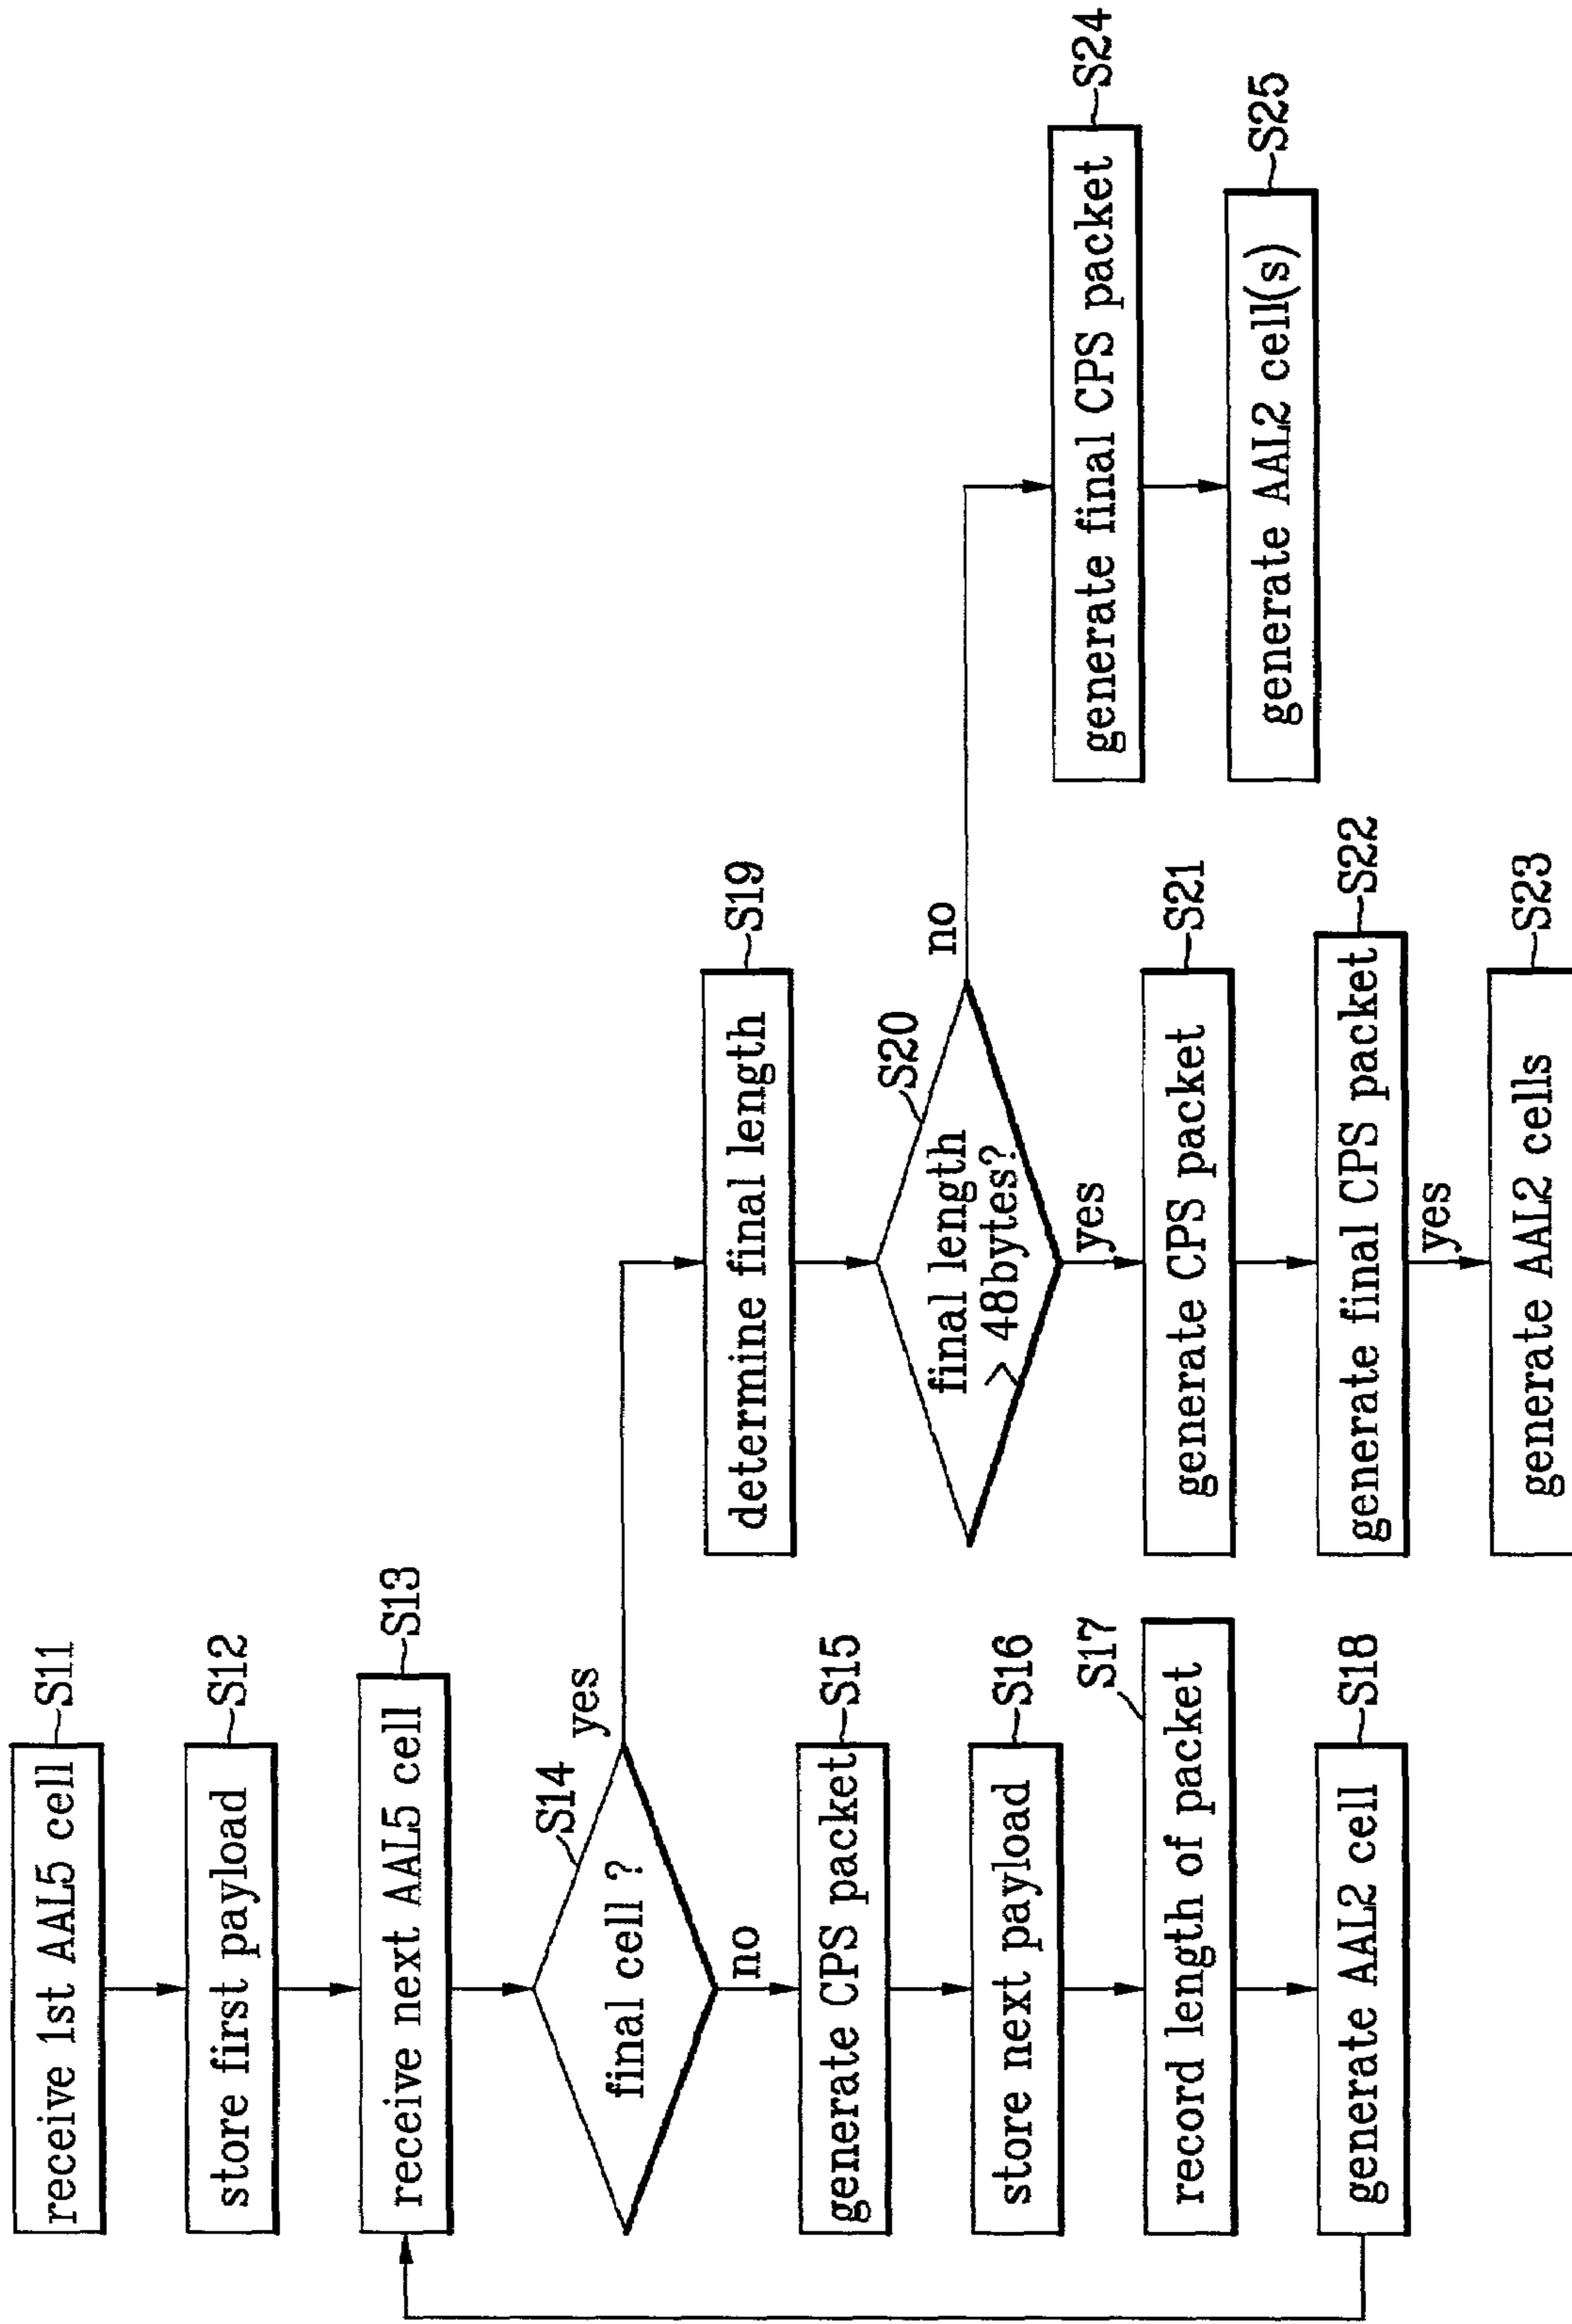 receive 1st AAL5 cell
S11
store first payload
S12
receive next AAL5 cell
S13
final cell ?
S14
yes
no
generate CPS packet
S15
store next payload
S16
record length of packet
S17
generate AAL2 cell
S18
determine final length
S19
final length
> 48bytes?
S20
no
yes
generate CPS packet
S21
generate final CPS packet
S22
yes
generate AAL2 cells
S23
generate final CPS packet
S24
generate AAL2 cell(s)
S25